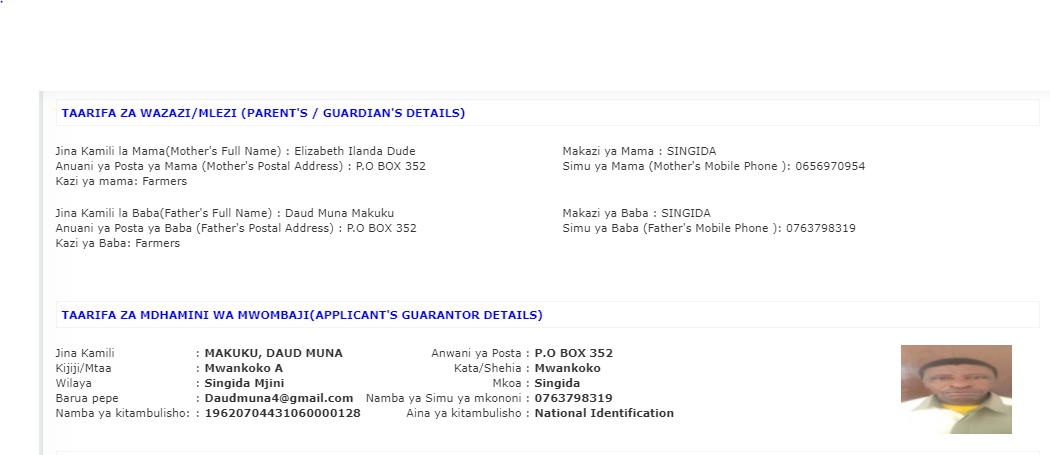 TAARIFA ZA WAZAZI/MLEZI (PARENT'S / GUARDIAN'S DETAILS)
Jina Kamili la Mama(Mother's Full Name) : Elizabeth Ilanda Dude Makazi ya Mama : SINGIDA
Anuani ya Posta ya Mama (Mother's Postal Address) : P.O BOX 352 Simu ya Mama (Mother's Mobile Phone ): 0656970954
Kazi ya mama: Farmers
Jina Kamili la Baba(Father's Full Name) : Daud Muna Makuku Makazi ya Baba : SINGIDA
Anuani ya Posta ya Baba (Father's Postal Address) : P.O BOX 352 Simu ya Baba (Father's Mobile Phone ): 0763798319
Kazi ya Baba: Farmers
TAARIFA ZA MDHAMINI WA MWOMBAJI(APPLICANT'S GUARANTOR DETAILS)
Jina Kamili : MAKUKU, DAUD MUNA Anwani ya Posta : P.O BOX 352
Kijiji/Mtaa : Mwankoko A Kata/Shehia : Mwankoko
Wilaya : Singida Mjini Mkoa : Singida
Barua pepe : Daudmuna4@gmail.com Namba ya Simu ya mkononi : 0763798319
Namba ya kitambulisho: : 19620704431060000128 Aina ya kitambulisho : National Identification